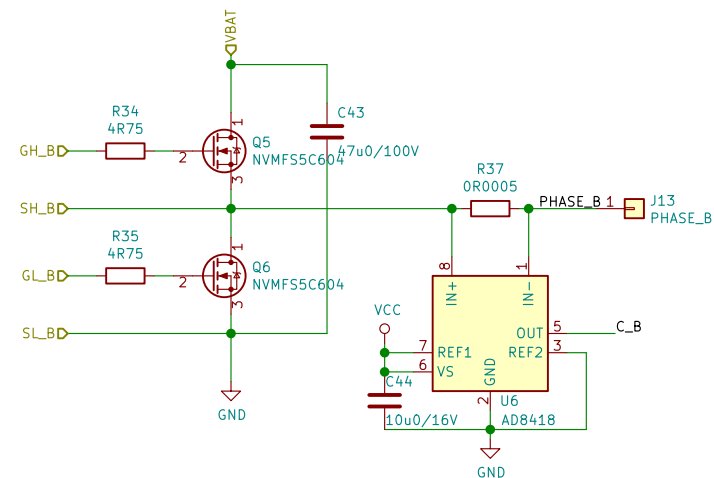 VBAT
R34
4R75
C43
47u0/100V
GH_B
1
2
3
Q5
NVMFS5C604
R37
0R0005
SH_B
PHASE_B
1
J13
PHASE_B
R35
4R75
GL_B
1
2
3
Q6
NVMFS5C604
8
IN+
1
IN-
VCC
SL_B
OUT
5
C_B
7
REF1
REF2
3
6
VS
GND
2
C44
10u0/16V
U6
AD8418
GND
GND